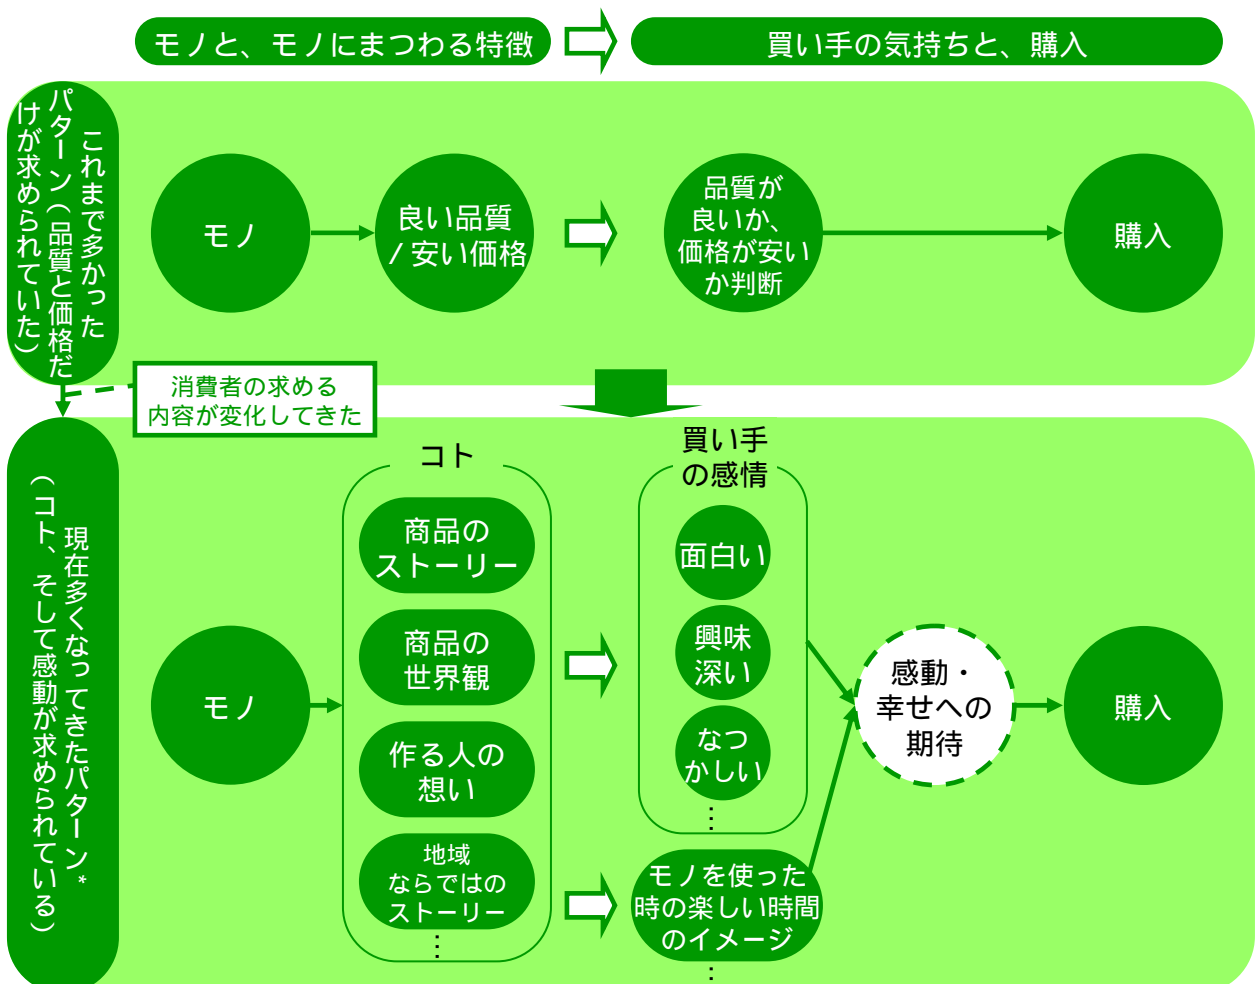 モノと、モノにまつわる特徴
買い手の気持ちと、購入
これまで多かった
パターン（品質と価格だ
けが求められていた）
モノ
良い品質
/ 安い価格
品質が
良いか、
価格が安い
か判断
購入
消費者の求める
内容が変化してきた
現在多くなってきたパターン*
（コト、そして感動が求められている）
モノ
コト
商品の
ストーリー
商品の
世界観
作る人の
想い
地域
ならではの
ストーリー
…
買い手
の感情
面白い
興味
深い
なつ
かしい
…
モノを使った
時の楽しい時間
のイメージ
…
感動・
幸せへの
期待
購入